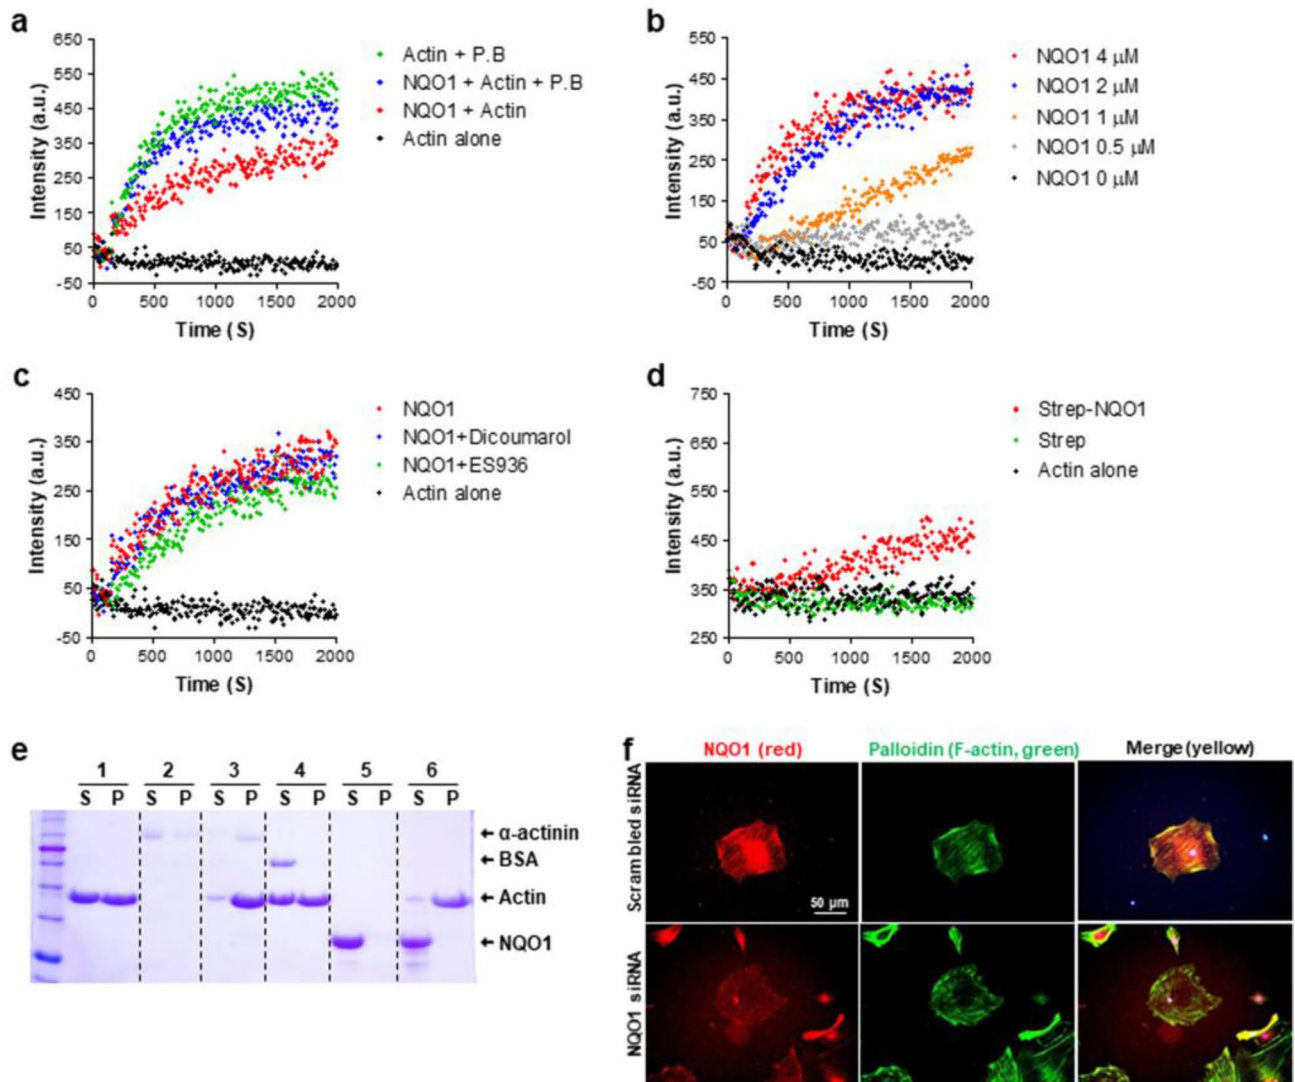 a
650
550
450
350
250
150
50
-50
0 500 1000 1500 2000
Intensity (a.u.)
Time (S)
Actin + P.B
NQO1 + Actin + P.B
NQO1 + Actin
Actin alone
b
550
450
350
250
150
50
-50
0 500 1000 1500 2000
Intensity (a.u.)
Time (S)
NQO1 4 μM
NQO1 2 μM
NQO1 1 μM
NQO1 0.5 μM
NQO1 0 μM
c
450
350
250
150
50
-50
0 500 1000 1500 2000
Intensity (a.u.)
Time (S)
NQO1
NQO1+Dicoumarol
NQO1+ES936
Actin alone
d
750
650
550
450
350
250
0 500 1000 1500 2000
Intensity (a.u.)
Time (S)
Strep-NQO1
Strep
Actin alone
e
1 2 3 4 5 6
S P S P S P S P S P S P
α-actinin
BSA
Actin
NQO1
f
NQO1 (red) Palloidin (F-actin, green) Merge (yellow)
Scrambled siRNA
50 μm
NQO1 siRNA